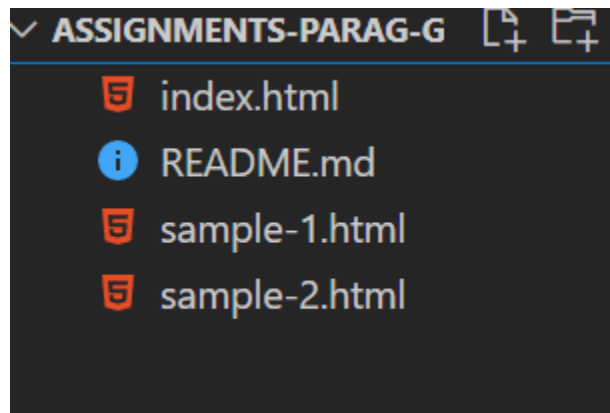 ASSIGNMENTS-PARAG-G
index.html
README.md
sample-1.html
sample-2.html